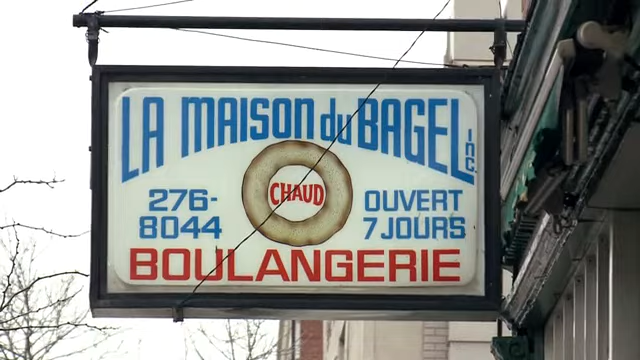 LA MAISON du BAGEL INC.
CHAUD
276-
8044
OUVERT
7 JOURS
BOULANGERIE